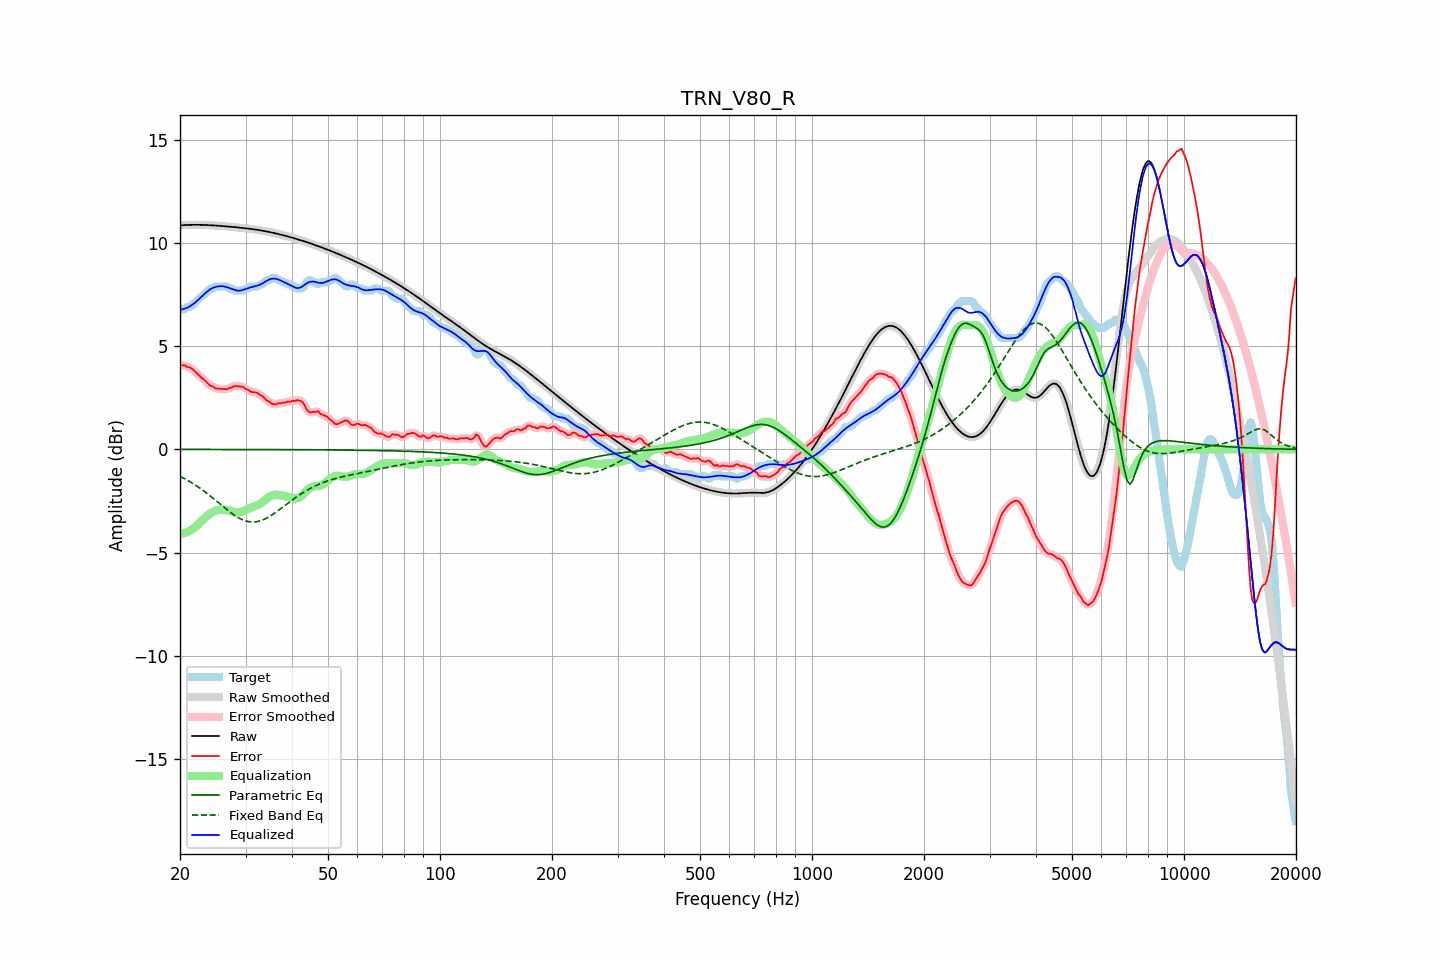 TRN_V80_R
Amplitude (dBr)
15
10
5
0
−5
−10
−15
Target
Raw Smoothed
Error Smoothed
Raw
Error
Equalization
Parametric Eq
Fixed Band Eq
Equalized
20 50 100 200 500 1000 2000 5000 10000 20000
Frequency (Hz)